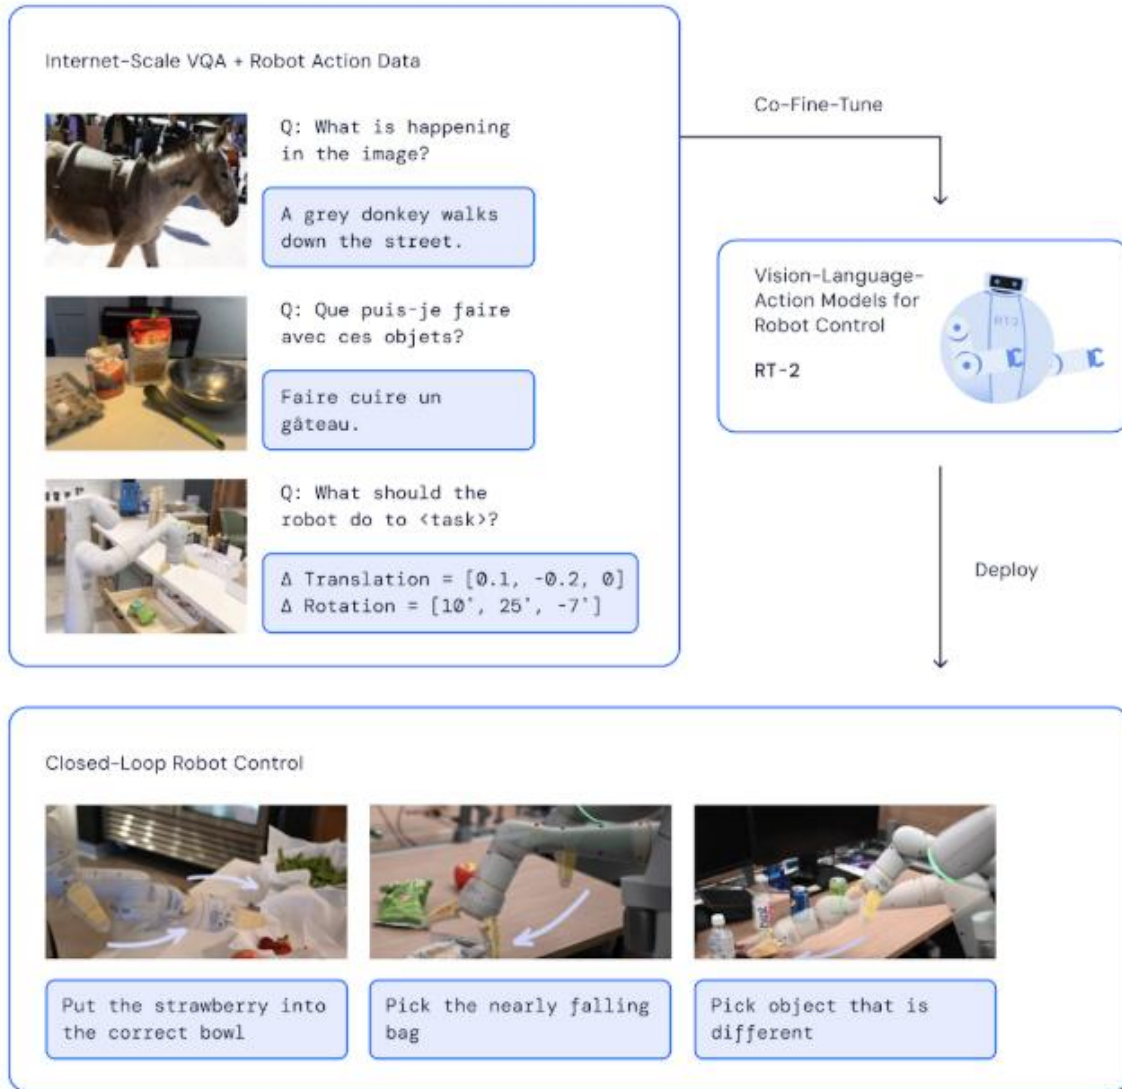 Internet-Scale VQA + Robot Action Data
Q: What is happening
in the image?
A grey donkey walks
down the street.
Q: Que puis-je faire
avec ces objets?
Faire cuire un
gâteau.
Q: What should the
robot do to <task>?
Δ Translation = [0.1, -0.2, 0]
Δ Rotation = [10°, 25°, -7°]
Co-Fine-Tune
Vision-Language-
Action Models for
Robot Control
RT-2
RT-2
Deploy
Closed-Loop Robot Control
Put the strawberry into
the correct bowl
Pick the nearly falling
bag
Pick object that is
different